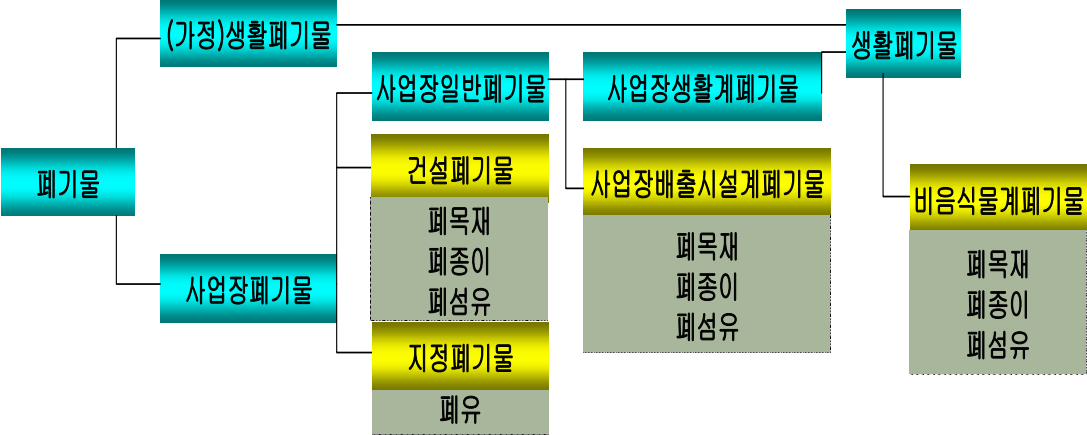 폐기물
(가정)생활폐기물
사업장폐기물
사업장일반폐기물
건설폐기물
폐목재
폐종이
폐섬유
지정폐기물
폐유
사업장생활계폐기물
사업장배출시설계폐기물
폐목재
폐종이
폐섬유
생활폐기물
비음식물계폐기물
폐목재
폐종이
폐섬유